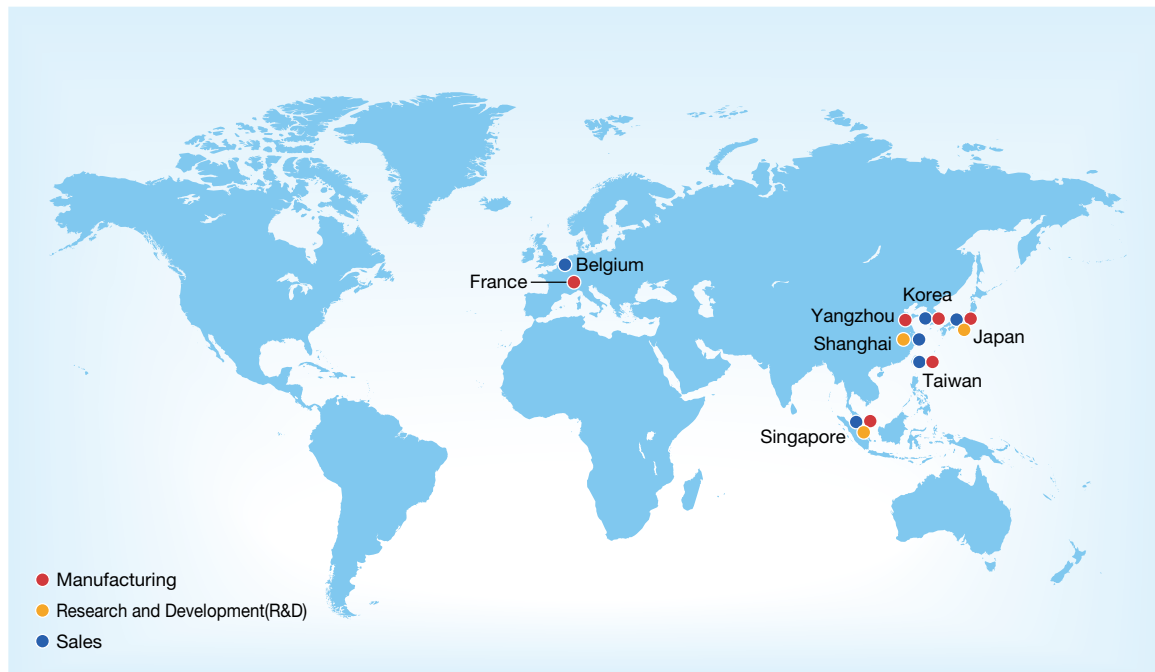 Belgium
France
Korea
Yangzhou
Japan
Shanghai
Taiwan
Singapore
Manufacturing
Research and Development(R&D)
Sales